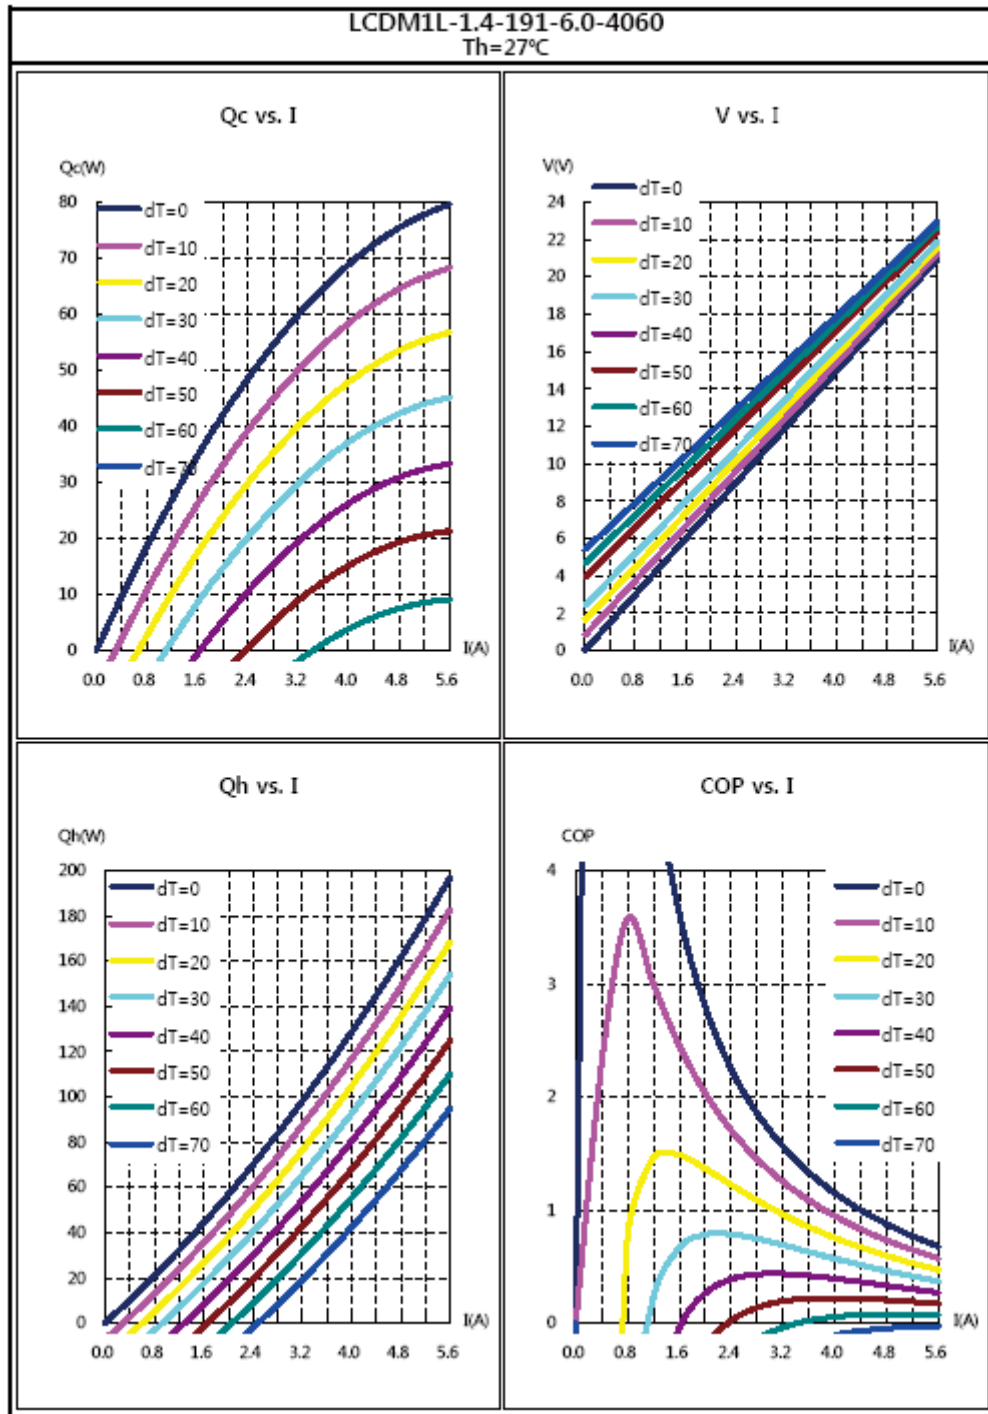 LCDM1L-1.4-191-6.0-4060
Th=27℃
Qc vs. I
Qc(W)
80
70
60
50
40
30
20
10
0
dT=0
dT=10
dT=20
dT=30
dT=40
dT=50
dT=60
dT=70
I(A)
0.0 0.8 1.6 2.4 3.2 4.0 4.8 5.6
V vs. I
V(V)
24
22
20
18
16
14
12
10
8
6
4
2
0
dT=0
dT=10
dT=20
dT=30
dT=40
dT=50
dT=60
dT=70
I(A)
0.0 0.8 1.6 2.4 3.2 4.0 4.8 5.6
Qh vs. I
Qh(W)
200
180
160
140
120
100
80
60
40
20
0
dT=0
dT=10
dT=20
dT=30
dT=40
dT=50
dT=60
dT=70
I(A)
0.0 0.8 1.6 2.4 3.2 4.0 4.8 5.6
COP vs. I
COP
4
3
2
1
0
dT=0
dT=10
dT=20
dT=30
dT=40
dT=50
dT=60
dT=70
I(A)
0.0 0.8 1.6 2.4 3.2 4.0 4.8 5.6